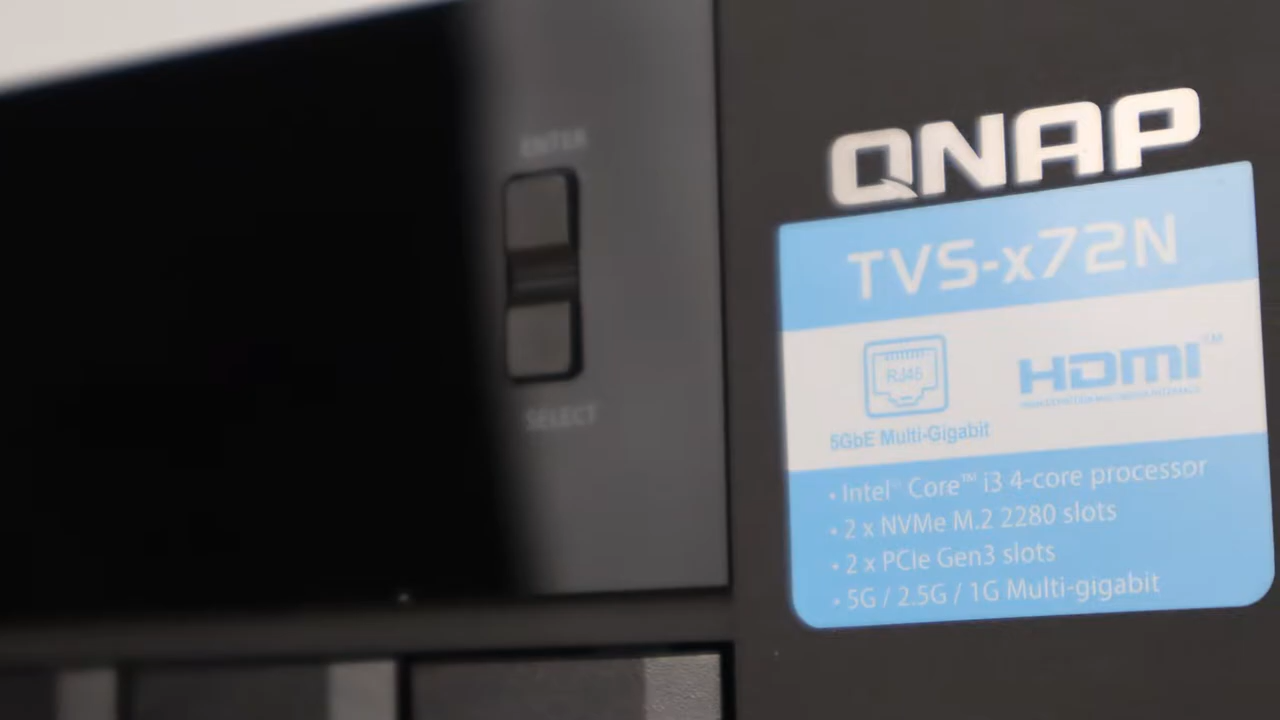 ENTER
SELECT
QNAP
TVS-x72N
RJ45
HDMI™
5GbE Multi-Gigabit
• Intel® Core™ i3 4-core processor
• 2 x NVMe M.2 2280 slots
• 2 x PCIe Gen3 slots
• 5G / 2.5G / 1G Multi-gigabit